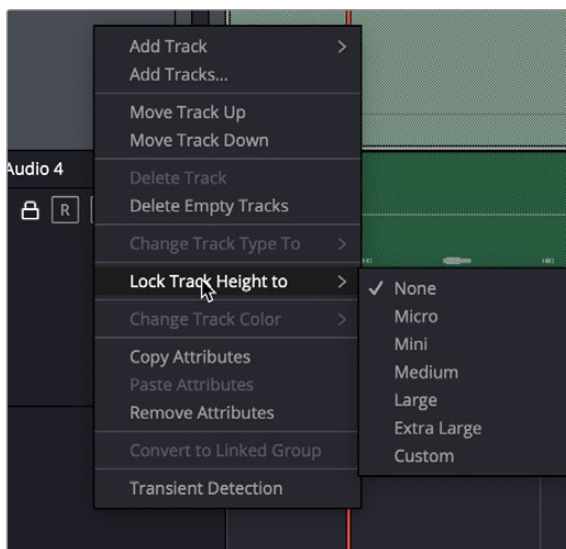 Add Track
Add Tracks...
Move Track Up
Move Track Down
Audio 4
Delete Track
Delete Empty Tracks
R
Change Track Type To
Lock Track Height to
None
Micro
Change Track Color
Mini
Copy Attributes
Medium
Paste Attributes
Large
Remove Attributes
Extra Large
Convert to Linked Group
Custom
Transient Detection